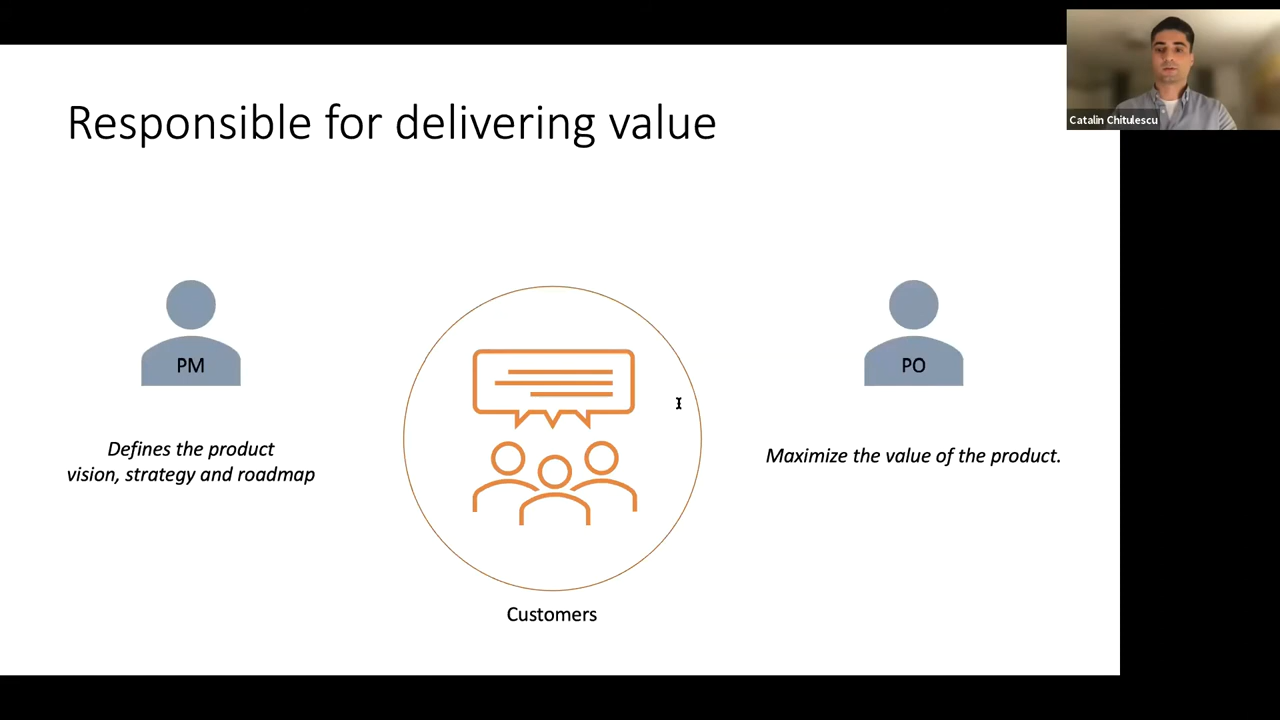 Responsible for delivering value
Catalin Chitulescu
PM
Defines the product
vision, strategy and roadmap
Customers
PO
Maximize the value of the product.